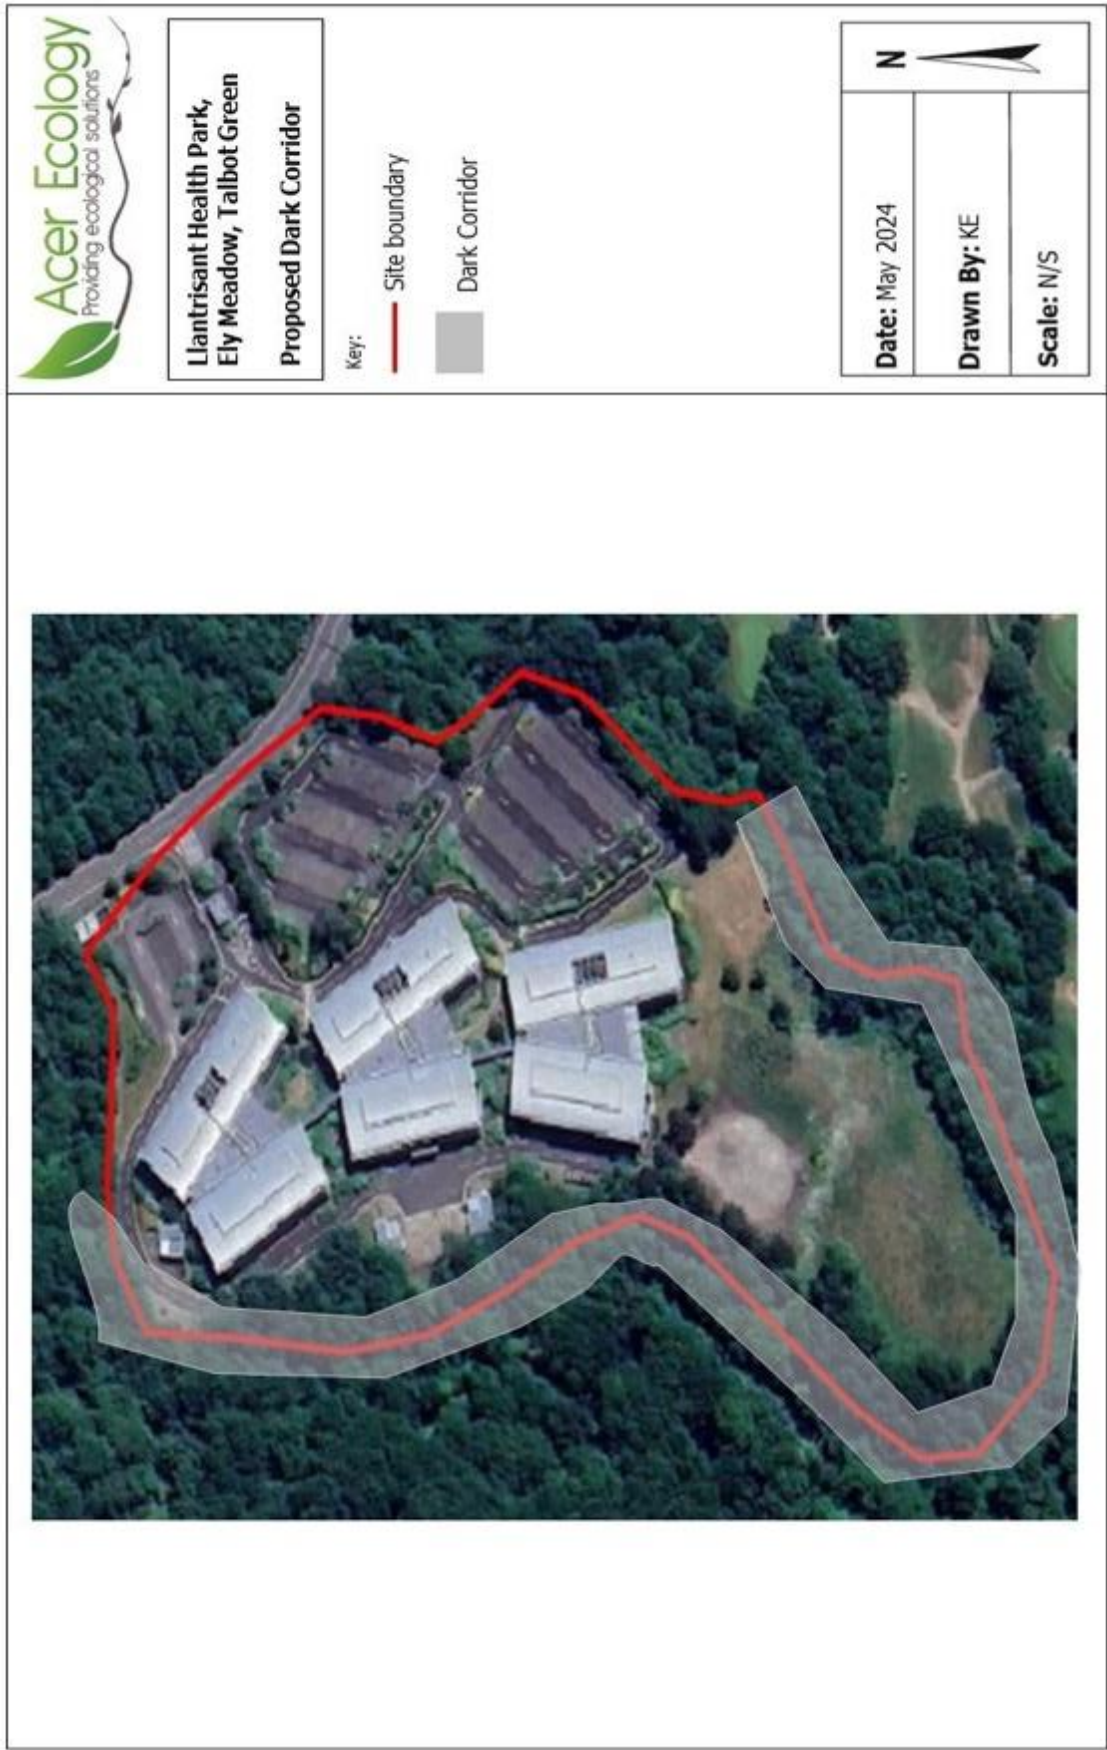 Acer Ecology
Providing ecological solutions
Llantrisant Health Park,
Ely Meadow, Talbot Green
Proposed Dark Corridor
Key:
Site boundary
Dark Corridor
N
Date: May 2024
Drawn By: KE
Scale: N/S